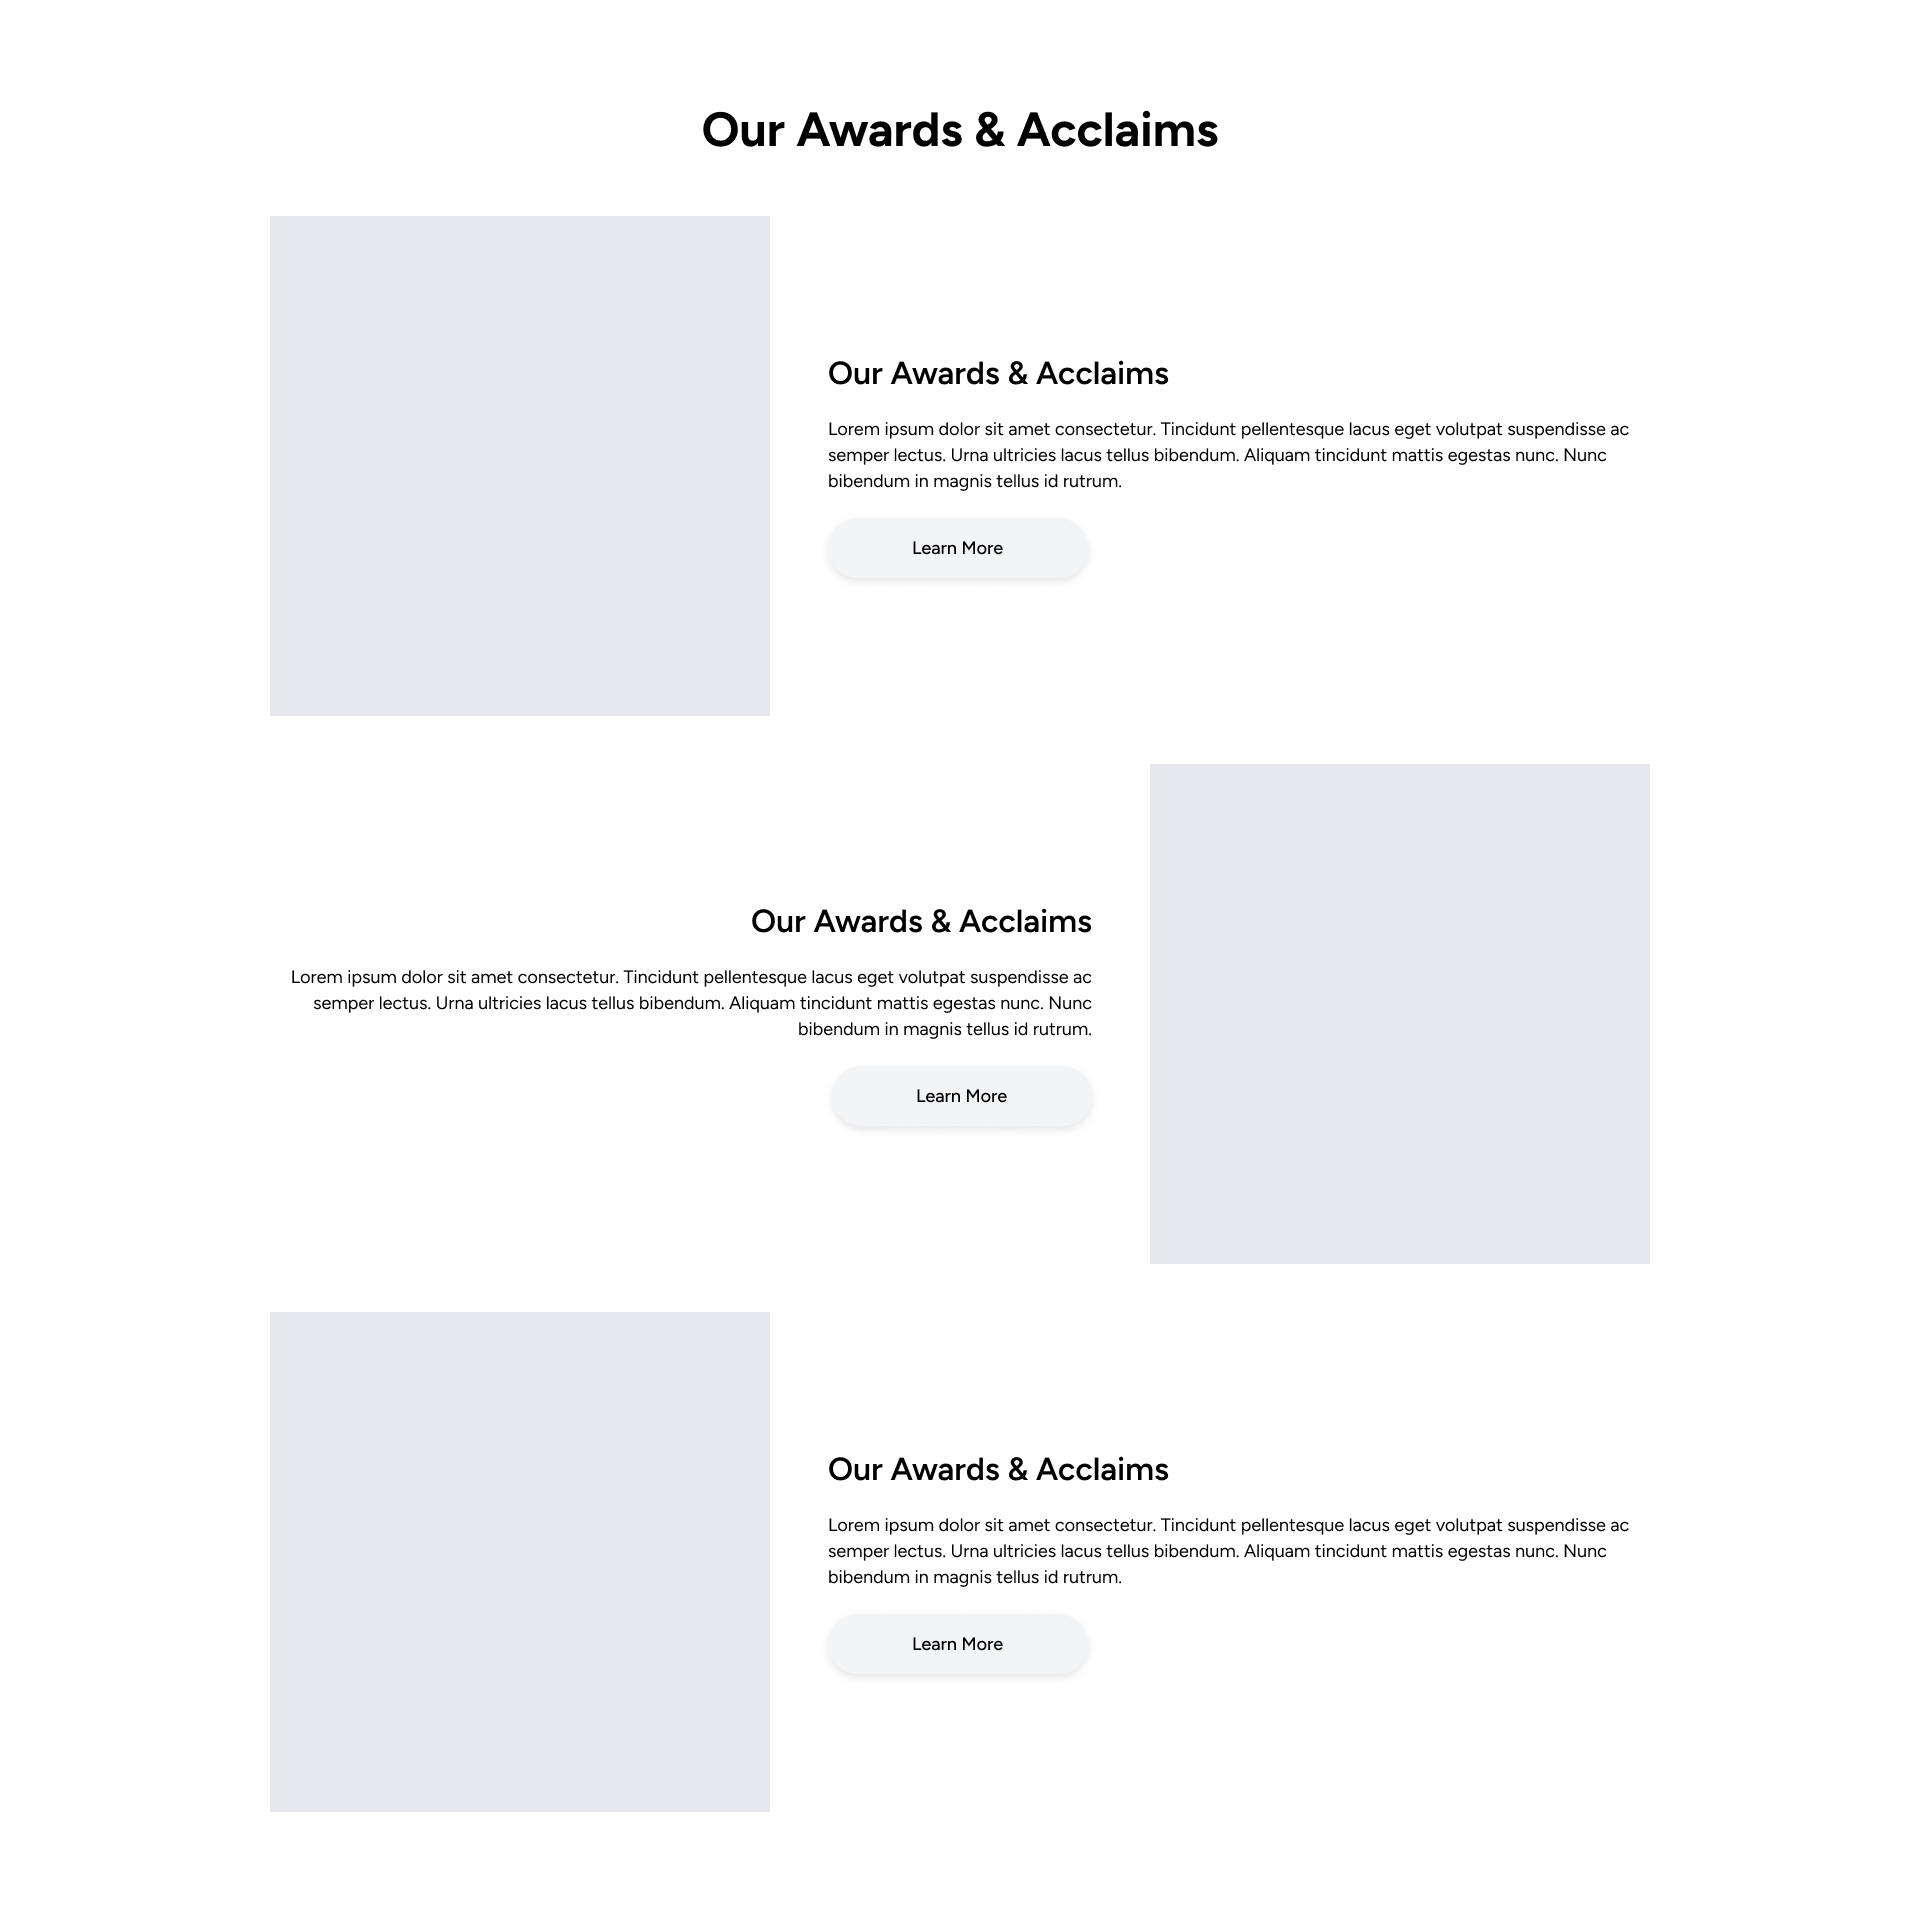 Our Awards & Acclaims
Our Awards & Acclaims
Lorem ipsum dolor sit amet consectetur. Tincidunt pellentesque lacus eget volutpat suspendisse ac
semper lectus. Urna ultricies lacus tellus bibendum. Aliquam tincidunt mattis egestas nunc. Nunc
bibendum in magnis tellus id rutrum.
Learn More
Our Awards & Acclaims
Lorem ipsum dolor sit amet consectetur. Tincidunt pellentesque lacus eget volutpat suspendisse ac
semper lectus. Urna ultricies lacus tellus bibendum. Aliquam tincidunt mattis egestas nunc. Nunc
bibendum in magnis tellus id rutrum.
Learn More
Our Awards & Acclaims
Lorem ipsum dolor sit amet consectetur. Tincidunt pellentesque lacus eget volutpat suspendisse ac
semper lectus. Urna ultricies lacus tellus bibendum. Aliquam tincidunt mattis egestas nunc. Nunc
bibendum in magnis tellus id rutrum.
Learn More